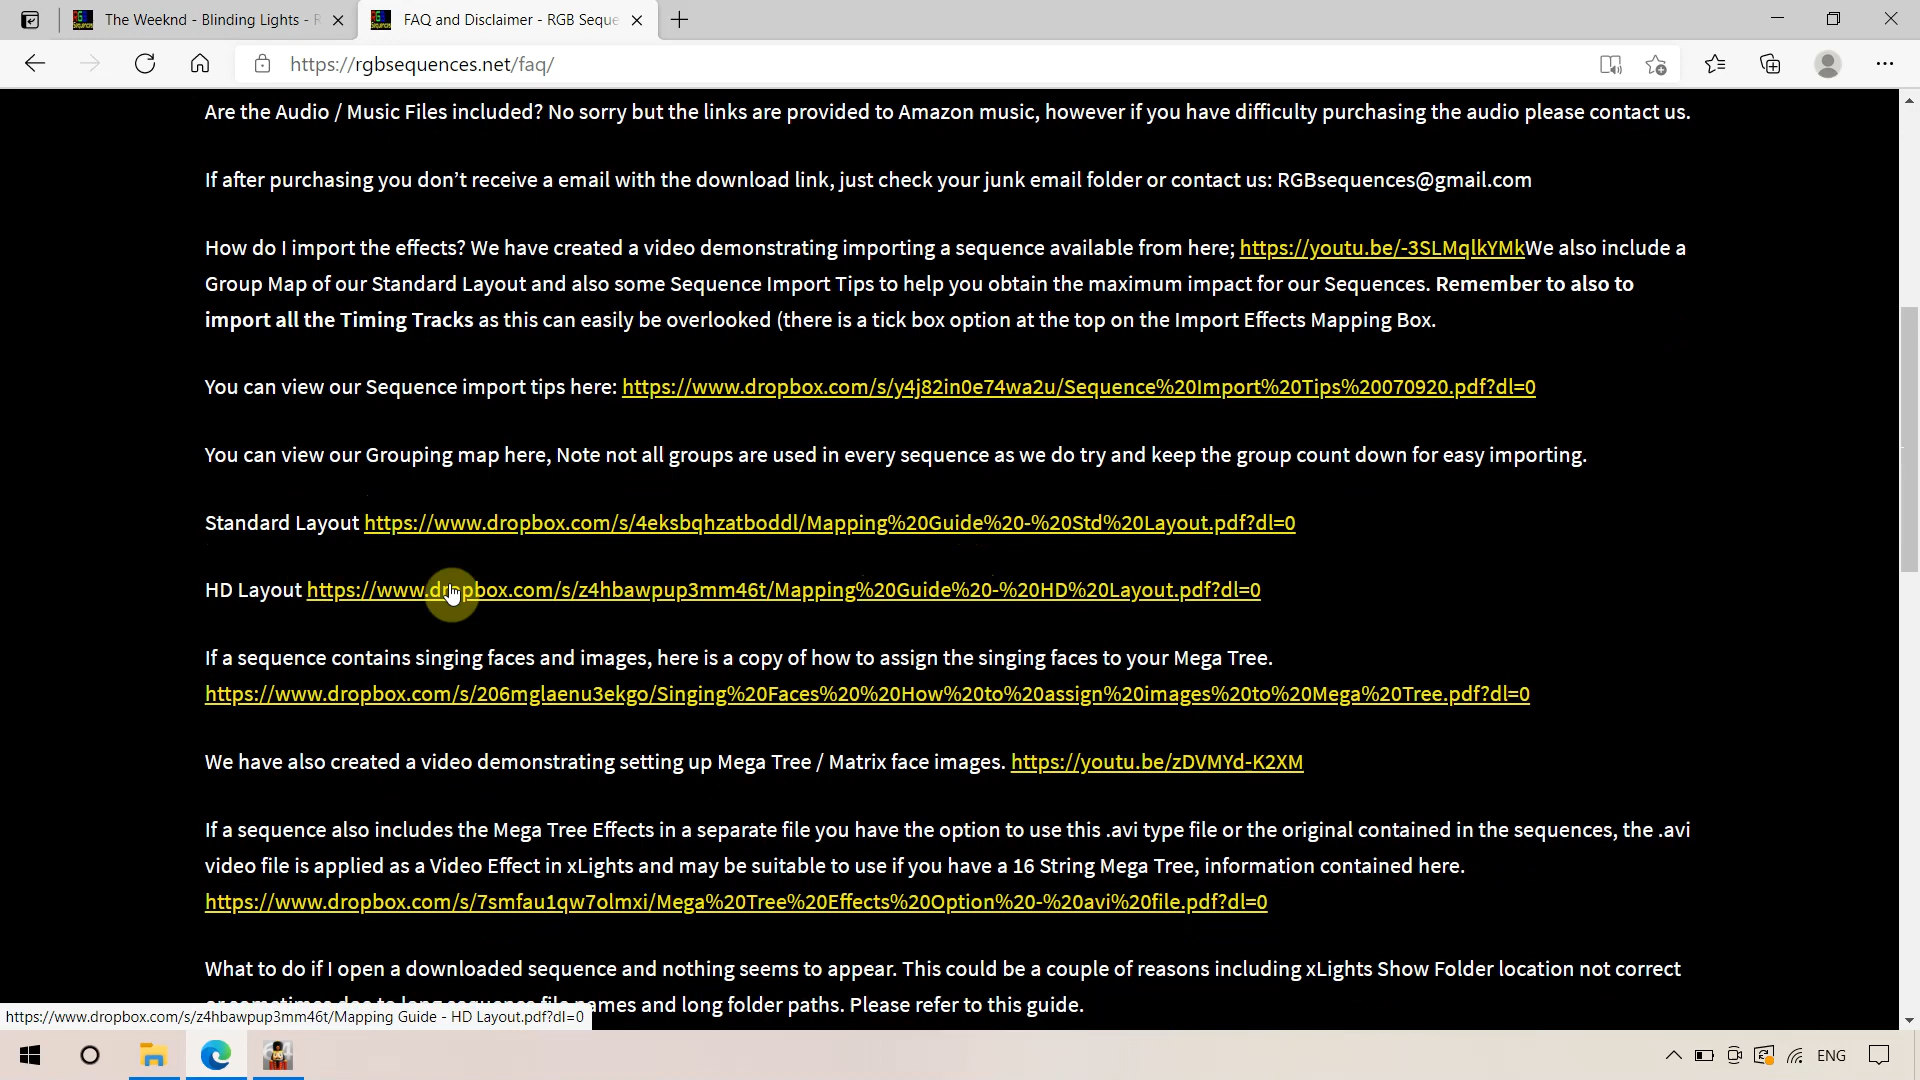 The Weeknd - Blinding Lights - R
FAQ and Disclaimer - RGB Seque
https://rgbsequences.net/faq/
Are the Audio / Music Files included? No sorry but the links are provided to Amazon music, however if you have difficulty purchasing the audio please contact us.
If after purchasing you don't receive a email with the download link, just check your junk email folder or contact us: RGBsequences@gmail.com
How do I import the effects? We have created a video demonstrating importing a sequence available from here; https://youtu.be/-3SLMqlkYMkWe also include a
Group Map of our Standard Layout and also some Sequence Import Tips to help you obtain the maximum impact for our Sequences. Remember to also to
import all the Timing Tracks as this can easily be overlooked (there is a tick box option at the top on the Import Effects Mapping Box.
You can view our Sequence import tips here: https://www.dropbox.com/s/y4j82in0e74wa2u/Sequence%20Import%20Tips%20070920.pdf?dl=0
You can view our Grouping map here, Note not all groups are used in every sequence as we do try and keep the group count down for easy importing.
Standard Layout https://www.dropbox.com/s/4eksbqhzatboddl/Mapping%20Guide%20-%20Std%20Layout.pdf?dl=0
HD Layout https://www.dropbox.com/s/z4hbawpup3mm46t/Mapping%20Guide%20-%20HD%20Layout.pdf?dl=0
If a sequence contains singing faces and images, here is a copy of how to assign the singing faces to your Mega Tree.
https://www.dropbox.com/s/206mglaenu3ekgo/Singing%20Faces%20%20How%20to%20assign%20images%20to%20Mega%20Tree.pdf?dl=0
We have also created a video demonstrating setting up Mega Tree / Matrix face images. https://youtu.be/zDVMYd-K2XM
If a sequence also includes the Mega Tree Effects in a separate file you have the option to use this .avi type file or the original contained in the sequences, the .avi
video file is applied as a Video Effect in xLights and may be suitable to use if you have a 16 String Mega Tree, information contained here.
https://www.dropbox.com/s/7smfau1qw7olmxi/Mega%20Tree%20Effects%20Option%20-%20avi%20file.pdf?dl=0
What to do if I open a downloaded sequence and nothing seems to appear. This could be a couple of reasons including xLights Show Folder location not correct
names and long folder paths. Please refer to this guide.
https://www.dropbox.com/s/z4hbawpup3mm46t/Mapping Guide - HD Layout.pdf?dl=0
ENG